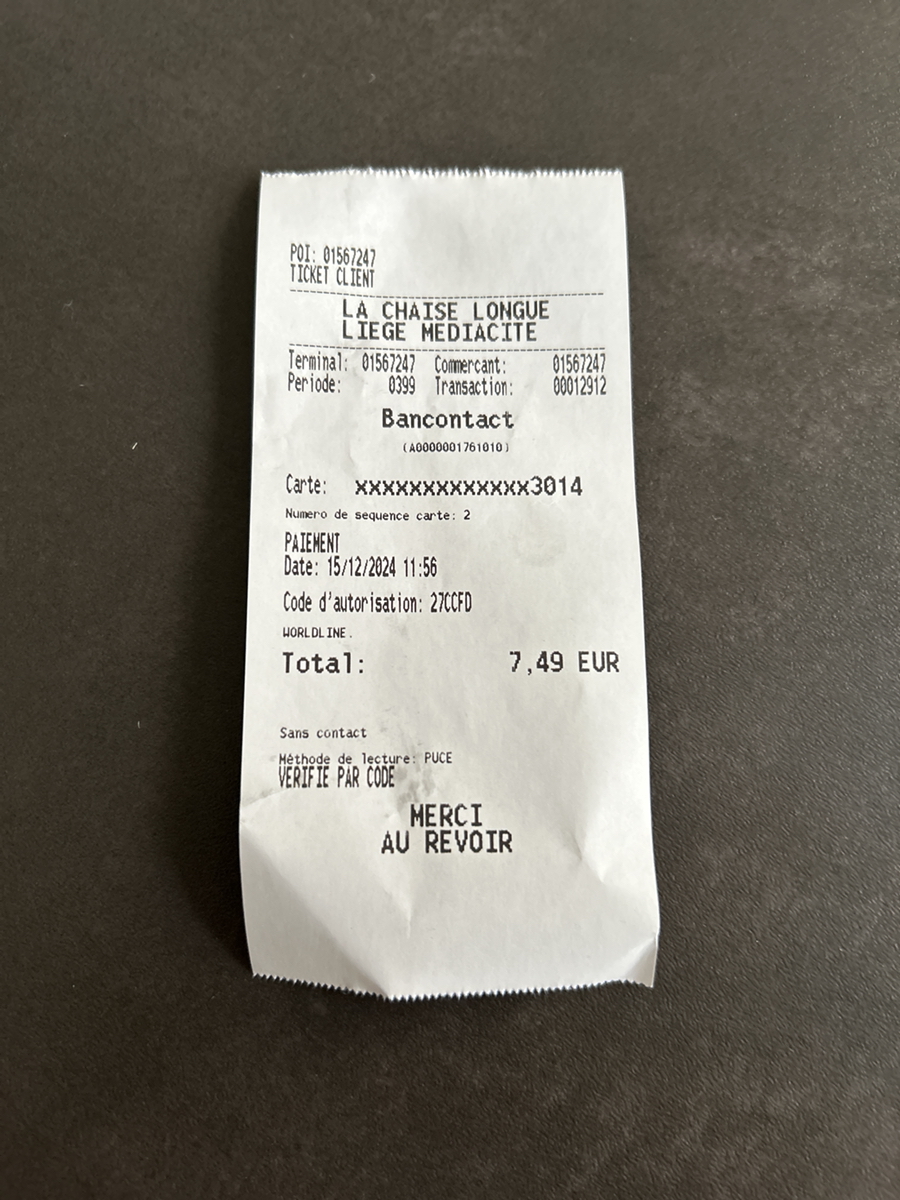 POI: 01567247
TICKET CLIENT
LA CHAISE LONGUE
LIEGE MEDIACITE
Terminal: 01567247 Commercant: 01567247
Periode: 0399 Transaction: 00012912
Bancontact
(A0000001761010)
Carte: xxxxxxxxxxxxx3014
Numero de sequence carte: 2
PAIEMENT
Date: 15/12/2024 11:56
Code d'autorisation: 27CCFD
WORLDLINE.
Total: 7,49 EUR
Sans contact
Méthode de lecture: PUCE
VERIFIE PAR CODE
MERCI
AU REVOIR